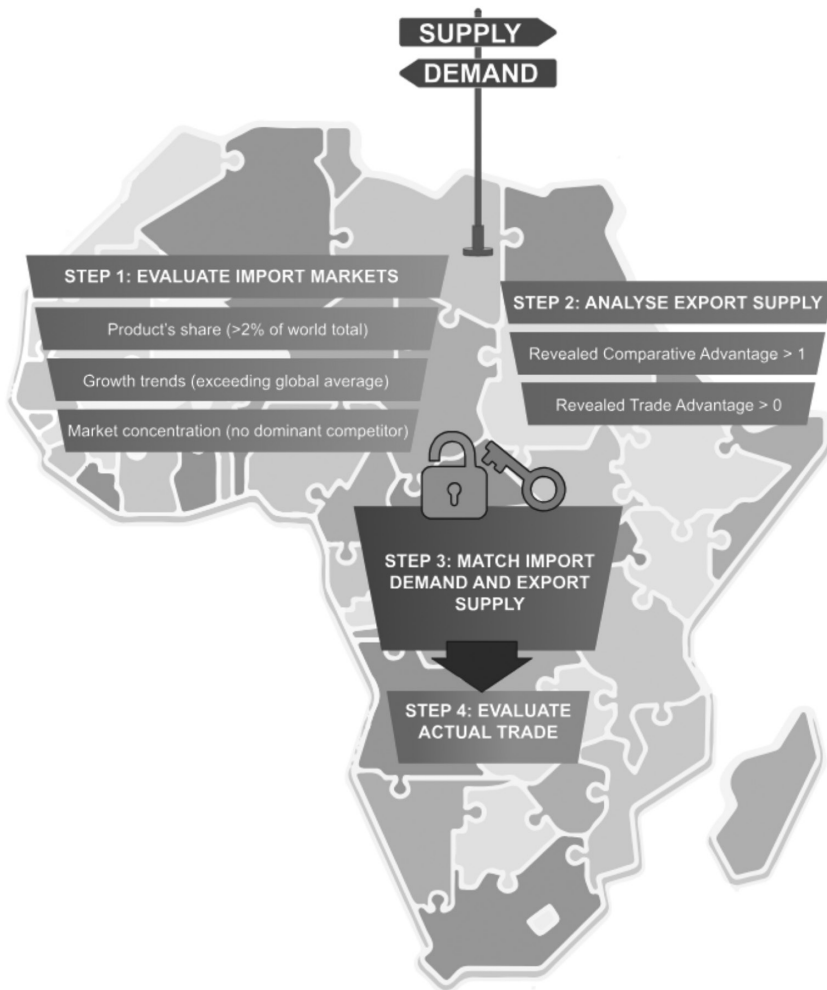 SUPPLY
DEMAND
STEP 1: EVALUATE IMPORT MARKETS
Product's share (>2% of world total)
Growth trends (exceeding global average)
Market concentration (no dominant competitor)
STEP 2: ANALYSE EXPORT SUPPLY
Revealed Comparative Advantage > 1
Revealed Trade Advantage > 0
STEP 3: MATCH IMPORT
DEMAND AND EXPORT
SUPPLY
STEP 4: EVALUATE
ACTUAL TRADE